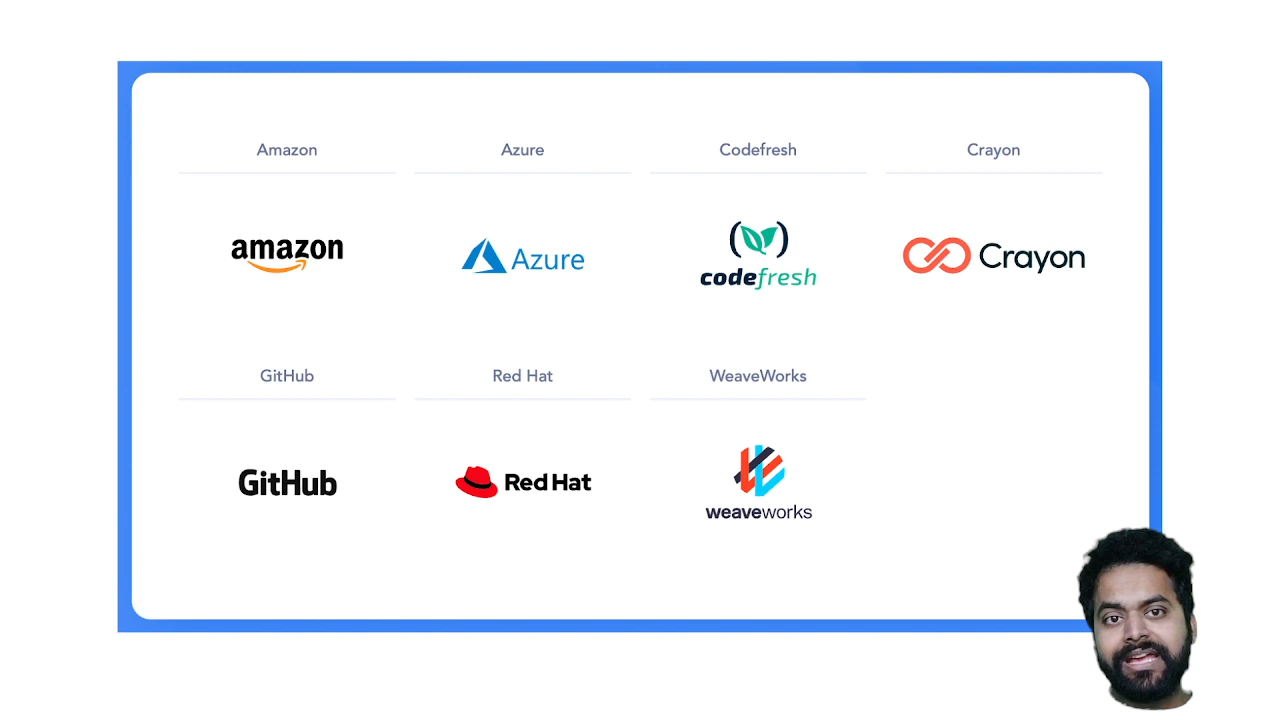 Amazon
Azure
Codefresh
Crayon
amazon
Azure
codefresh
Crayon
GitHub
Red Hat
WeaveWorks
GitHub
Red Hat
weaveworks